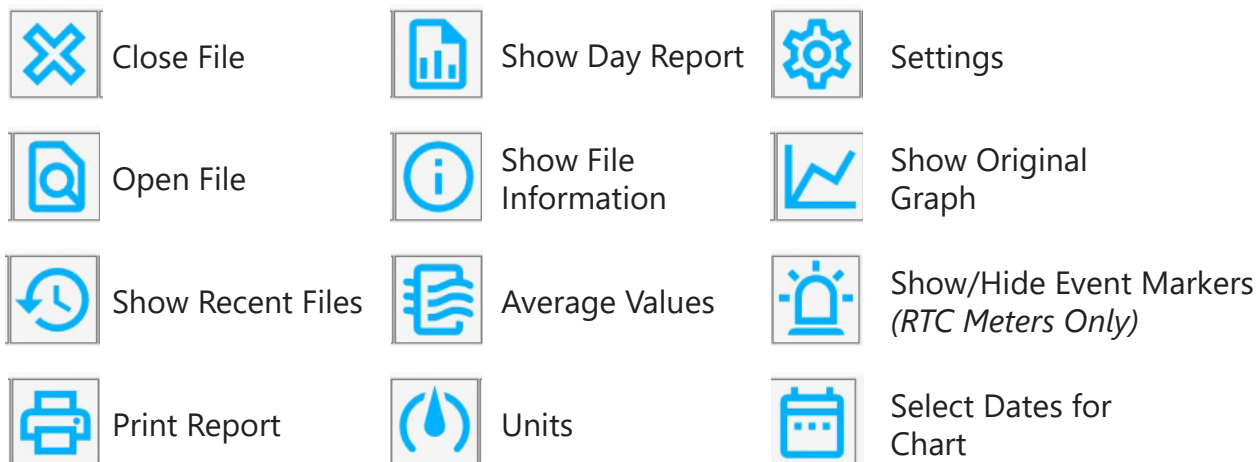 Close File
Show Day Report
Settings
Open File
Show File
Information
Show Original
Graph
Show Recent Files
Average Values
Show/Hide Event Markers
(RTC Meters Only)
Print Report
Units
Select Dates for
Chart